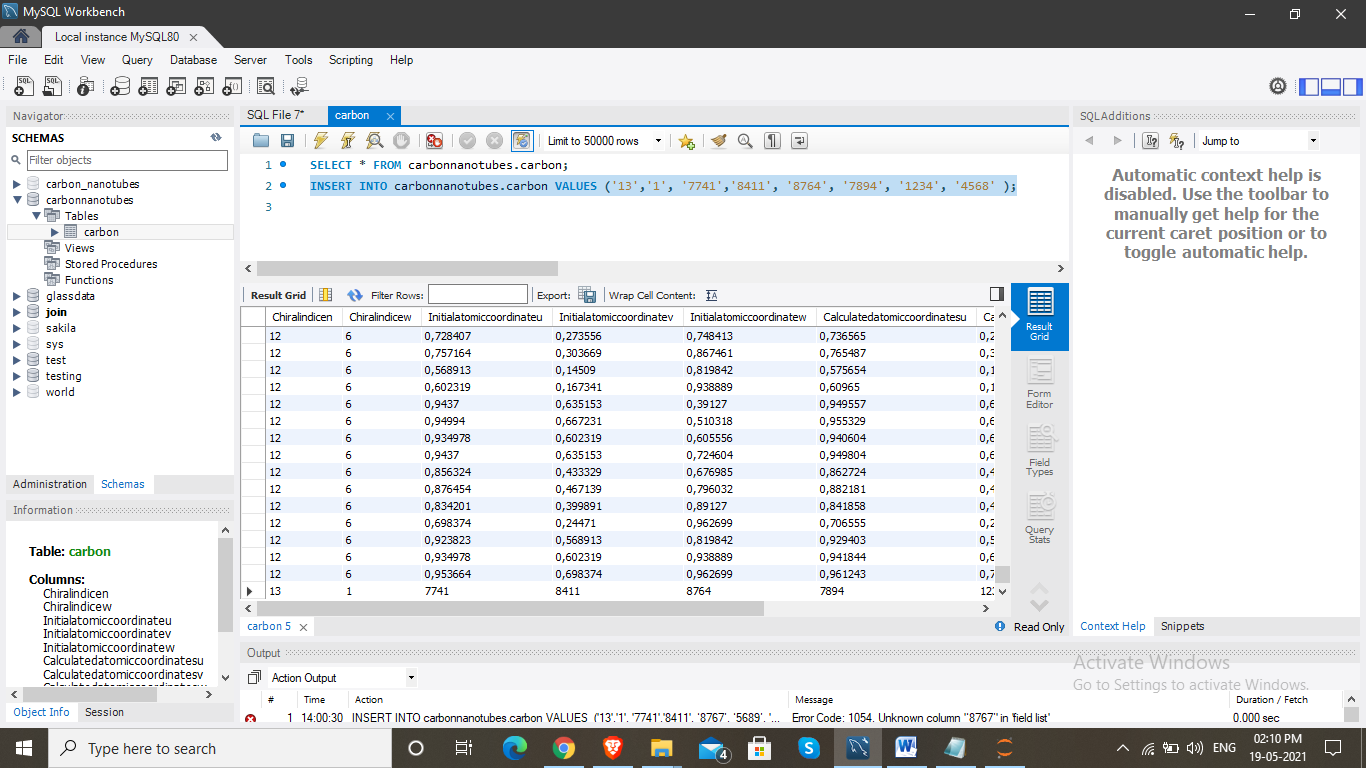 MySQL Workbench
Local instance MySQL80
File Edit View Query Database Server Tools Scripting Help
Navigator
SCHEMAS
Filter objects
carbon_nanotubes
carbonnanotubes
Tables
carbon
Views
Stored Procedures
Functions
glassdata
join
sakila
sys
test
testing
world
Administration Schemas
Information
Table: carbon
Columns:
Chiralindicen
Chiralindicew
Initialatomiccoordinateu
Initialatomiccoordinatev
Initialatomiccoordinatew
Calculatedatomiccoordinatesu
Calculatedatomiccoordinatesv
Object Info Session
SQL File 7* carbon
Limit to 50000 rows
1 SELECT * FROM carbonnanotubes.carbon;
2 INSERT INTO carbonnanotubes.carbon VALUES ('13','1', '7741','8411', '8764', '7894', '1234', '4568' );
3
Result Grid Filter Rows: Export: Wrap Cell Content:
Chiralindicen Chiralindicew Initialatomiccoordinateu Initialatomiccoordinatev Initialatomiccoordinatew Calculatedatomiccoordinatesu Ca
12 6 0,728407 0,273556 0,748413 0,736565 0,2
12 6 0,757164 0,303669 0,867461 0,765487 0,3
12 6 0,568913 0,14509 0,819842 0,575654 0,1
12 6 0,602319 0,167341 0,938889 0,60965 0,1
12 6 0,9437 0,635153 0,39127 0,949557 0,6
12 6 0,94994 0,667231 0,510318 0,955329 0,6
12 6 0,934978 0,602319 0,605556 0,940604 0,6
12 6 0,9437 0,635153 0,724604 0,949804 0,6
12 6 0,856324 0,433329 0,676985 0,862724 0,4
12 6 0,876454 0,467139 0,796032 0,882181 0,4
12 6 0,834201 0,399891 0,89127 0,841858 0,4
12 6 0,698374 0,24471 0,962699 0,706555 0,2
12 6 0,923823 0,568913 0,819842 0,929403 0,5
12 6 0,934978 0,602319 0,938889 0,941844 0,6
12 6 0,953664 0,698374 0,962699 0,961243 0,7
13 1 7741 8411 8764 7894 123
Result Grid
Form Editor
Field Types
Query Stats
carbon 5
Read Only
Output
Action Output
# Time Action Message Duration / Fetch
1 14:00:30 INSERT INTO carbonnanotubes.carbon VALUES ('13','1', '7741','8411', '8767', '5689', '... Error Code: 1054. Unknown column ''8767'' in 'field list' 0.000 sec
SQLAdditions
Jump to
Automatic context help is
disabled. Use the toolbar to
manually get help for the
current caret position or to
toggle automatic help.
Context Help Snippets
Activate Windows
Go to Settings to activate Windows.
Type here to search
4
ENG
02:10 PM
19-05-2021